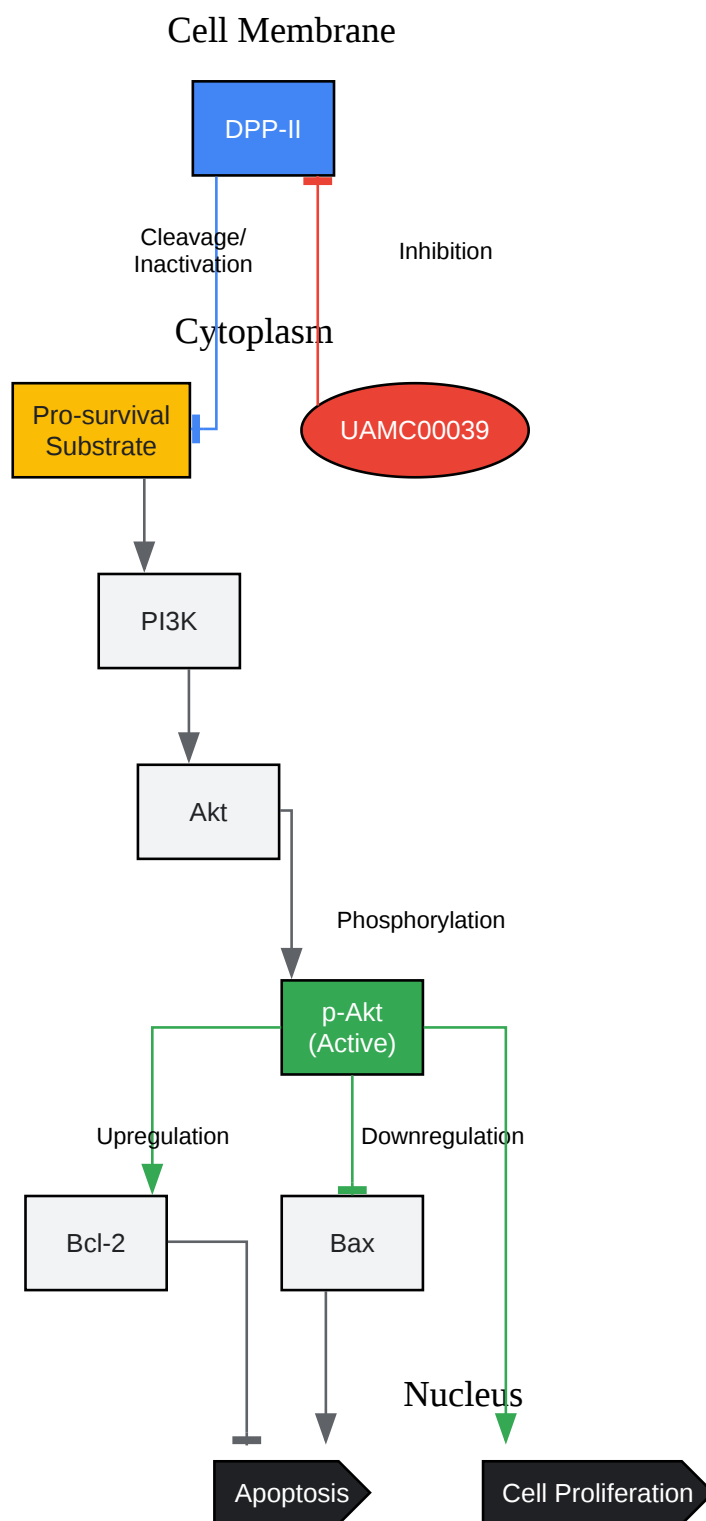 Cell Membrane
DPP-II
Cleavage/
Inactivation
Inhibition
Cytoplasm
Pro-survival
Substrate
UAMC00039
PI3K
Akt
Phosphorylation
p-Akt
(Active)
Upregulation
Downregulation
Bcl-2
Bax
Nucleus
Apoptosis
Cell Proliferation